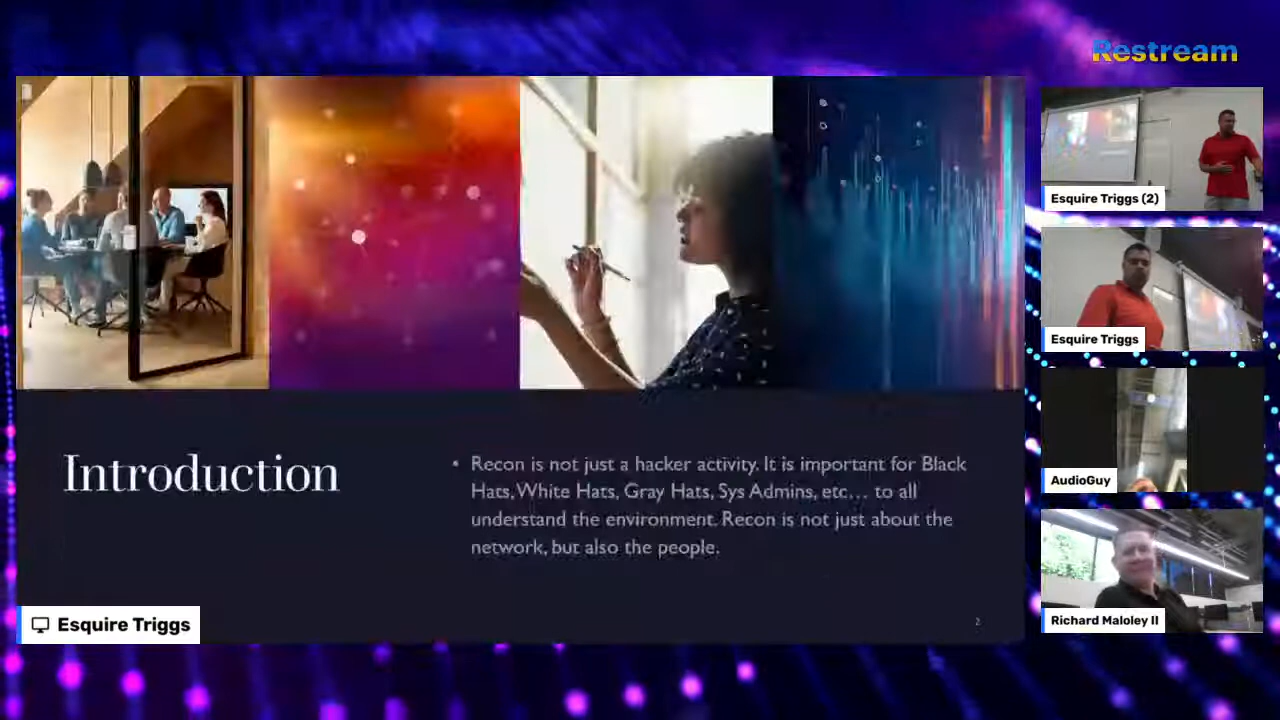 Restream
Introduction
• Recon is not just a hacker activity. It is important for Black
Hats, White Hats, Gray Hats, Sys Admins, etc... to all
understand the environment. Recon is not just about the
network, but also the people.
2
Esquire Triggs
Esquire Triggs (2)
Esquire Triggs
AudioGuy
Richard Maloley II